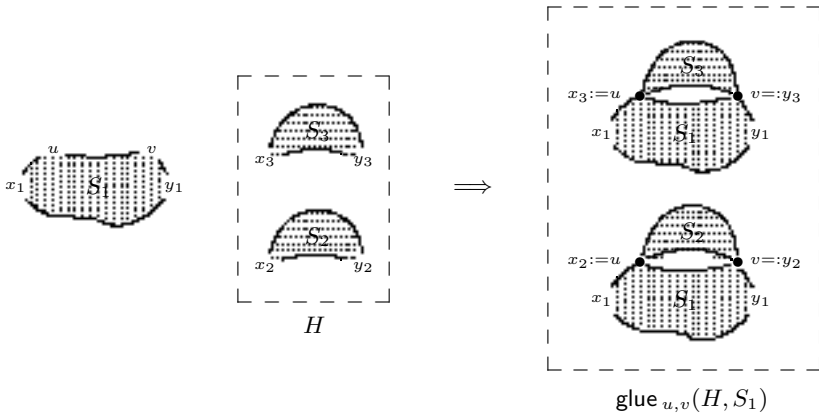 x₁ u v y₁
S₁
x₃ S₃ y₃
x₂ S₂ y₂
H
⟹
S₃
x₃:=u v=:y₃
x₁ S₁ y₁
S₂
x₂:=u v=:y₂
x₁ S₁ y₁
glue u,v(H, S₁)